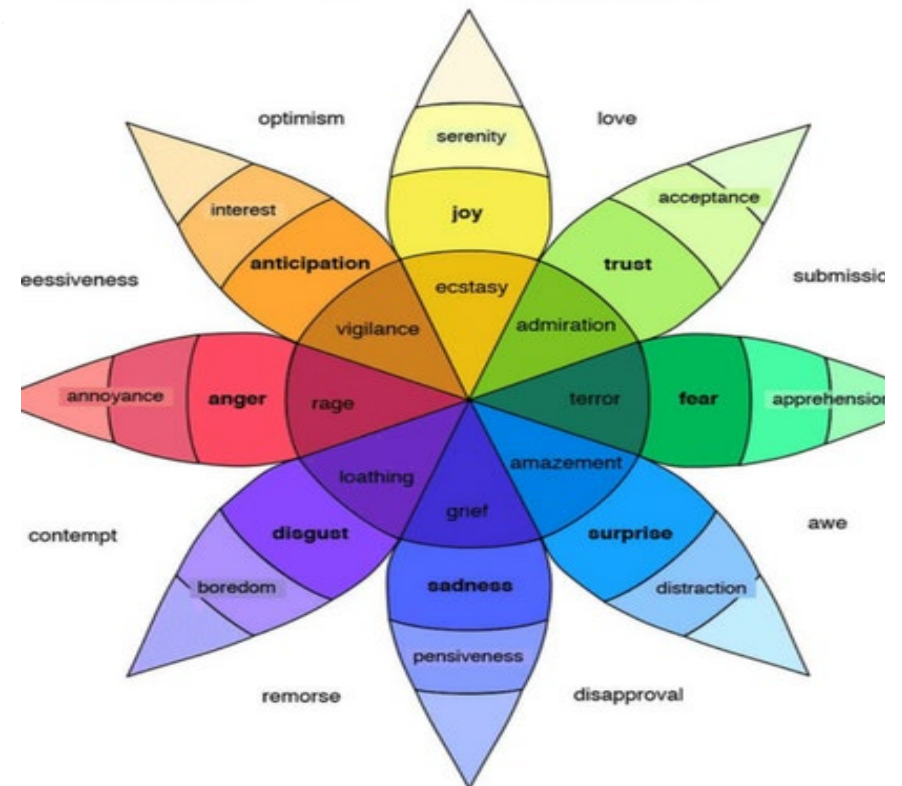 optimism
love
serenity
acceptance
interest
joy
anticipation
trust
eessiveness
submissio
ecstasy
vigilance
admiration
annoyance
anger
rage
terror
fear
apprehension
loathing
amazement
grief
contempt
disgust
surprise
awe
boredom
sadness
distraction
pensiveness
remorse
disapproval